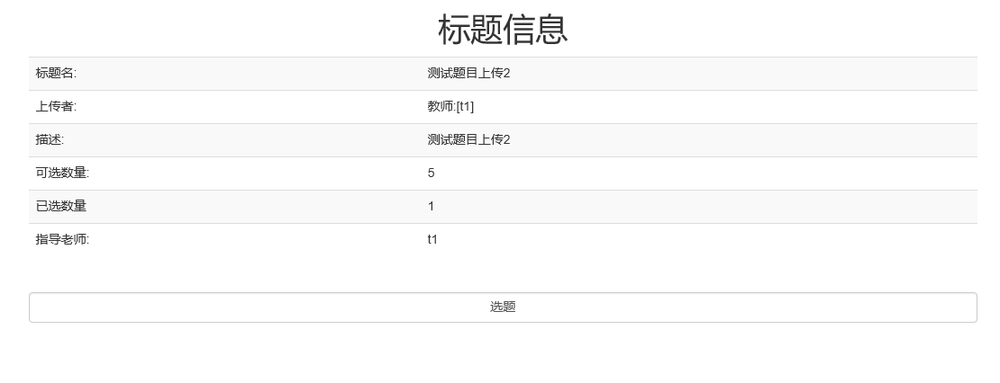 标题信息
标题名: 测试题目上传2
上传者: 教师:[t1]
描述: 测试题目上传2
可选数量: 5
已选数量 1
指导老师: t1
选题